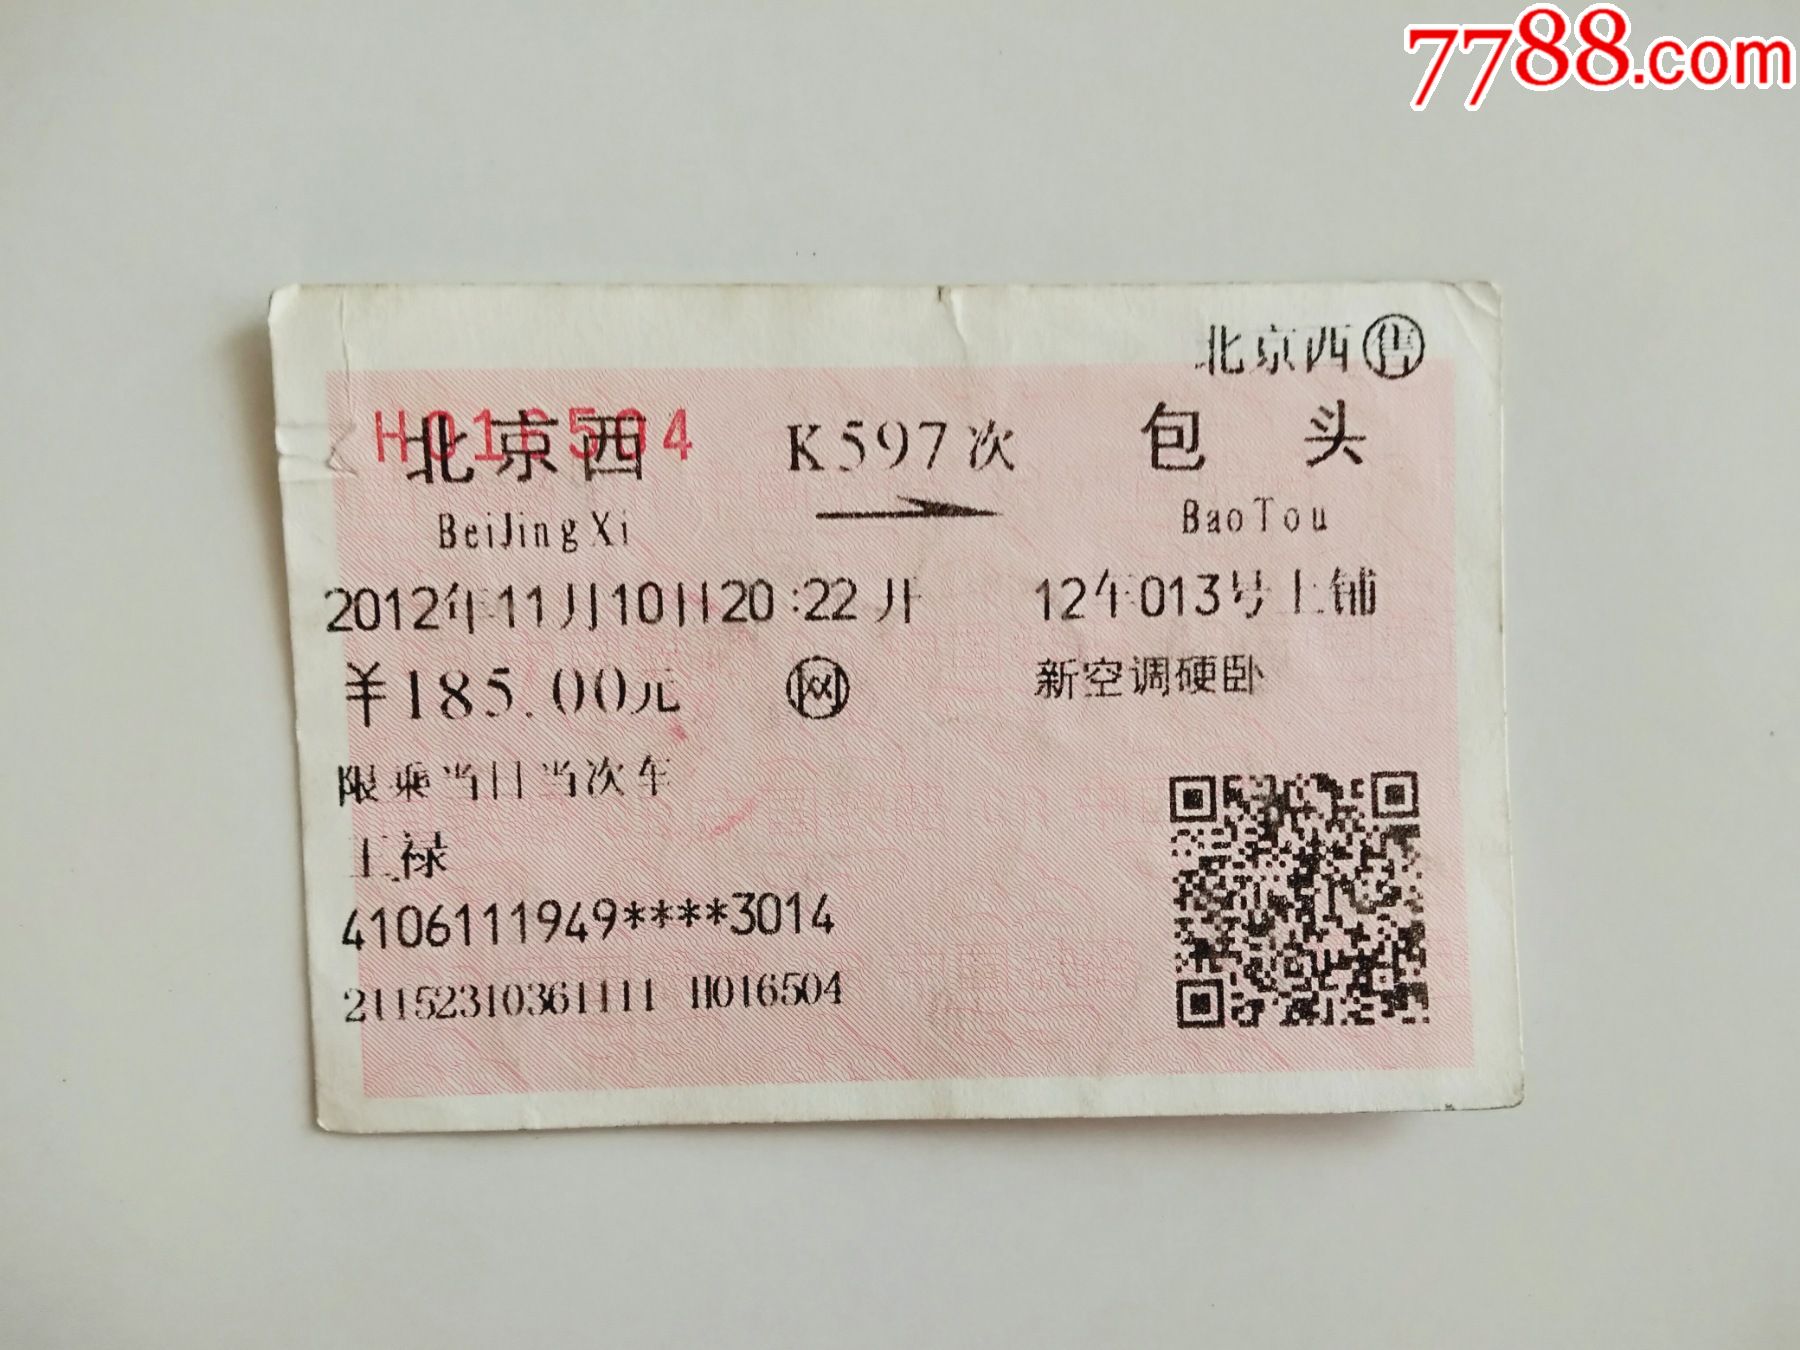 7788.com
北京西 售
H016504
北京西 K597次 包头
BeiJingXi BaoTou
2012年11月10日20:22开 12车013号上铺
¥185.00元 网 新空调硬卧
限乘当日当次车
王禄
4106111949****3014
21152310361111 H016504